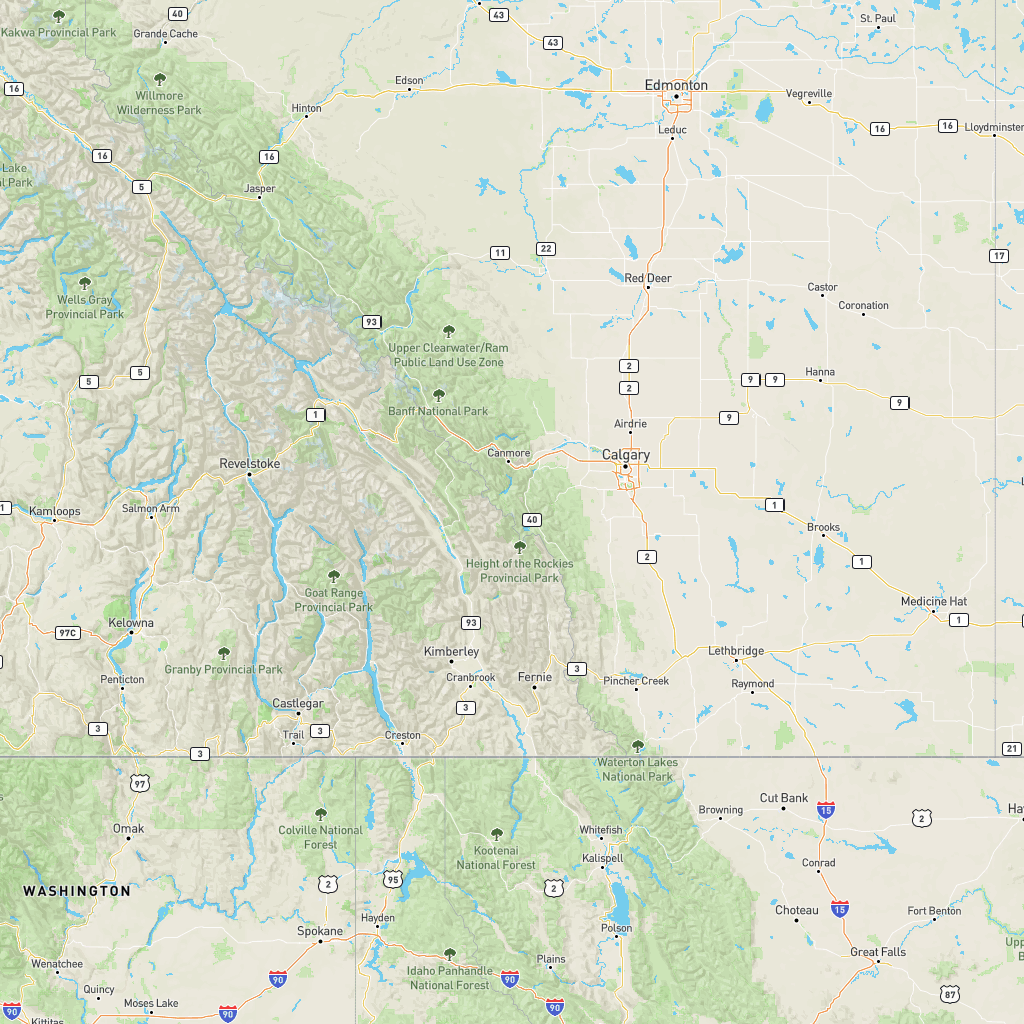 40
43
St. Paul
Kakwa Provincial Park
Grande Cache
43
Edson
Edmonton
16
Willmore
Wilderness Park
Hinton
Vegreville
Leduc
16
16
Lloydminster
16
16
Lake
l Park
5
Jasper
11
22
17
Red Deer
Castor
Wells Gray
Provincial Park
Coronation
93
Upper Clearwater/Ram
Public Land Use Zone
2
5
5
2
9
9
Hanna
Banff National Park
9
1
9
Airdrie
Canmore
Calgary
Revelstoke
1
Kamloops
Salmon Arm
1
40
Brooks
2
1
Height of the Rockies
Provincial Park
Goat Range
Provincial Park
Medicine Hat
Kelowna
93
1
97C
Kimberley
Lethbridge
Granby Provincial Park
3
Penticton
Cranbrook
Fernie
Pincher Creek
Raymond
Castlegar
3
3
3
Trail
Creston
3
21
Waterton Lakes
National Park
97
Cut Bank
Browning
15
2
Ha
Omak
Colville National
Forest
Whitefish
Kootenai
National Forest
Kalispell
Conrad
WASHINGTON
2
95
2
Choteau
15
Fort Benton
Hayden
Spokane
Polson
Great Falls
Upp
B
Wenatchee
Plains
Idaho Panhandle
National Forest
90
90
Quincy
87
Moses Lake
90
90
90
Kittitas